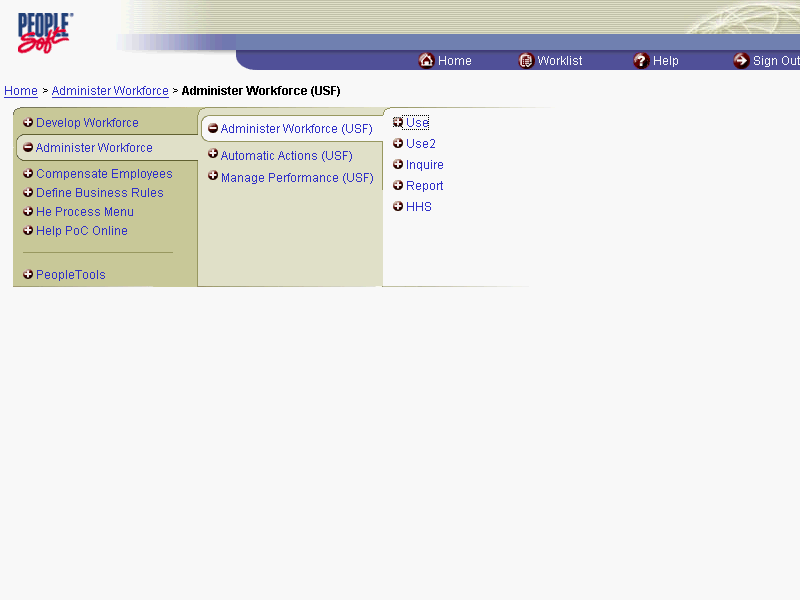 PEOPLE
Soft
Home Worklist Help Sign Out
Home > Administer Workforce > Administer Workforce (USF)
Develop Workforce
Administer Workforce
Compensate Employees
Define Business Rules
He Process Menu
Help PoC Online
PeopleTools
Administer Workforce (USF)
Automatic Actions (USF)
Manage Performance (USF)
Use
Use2
Inquire
Report
HHS